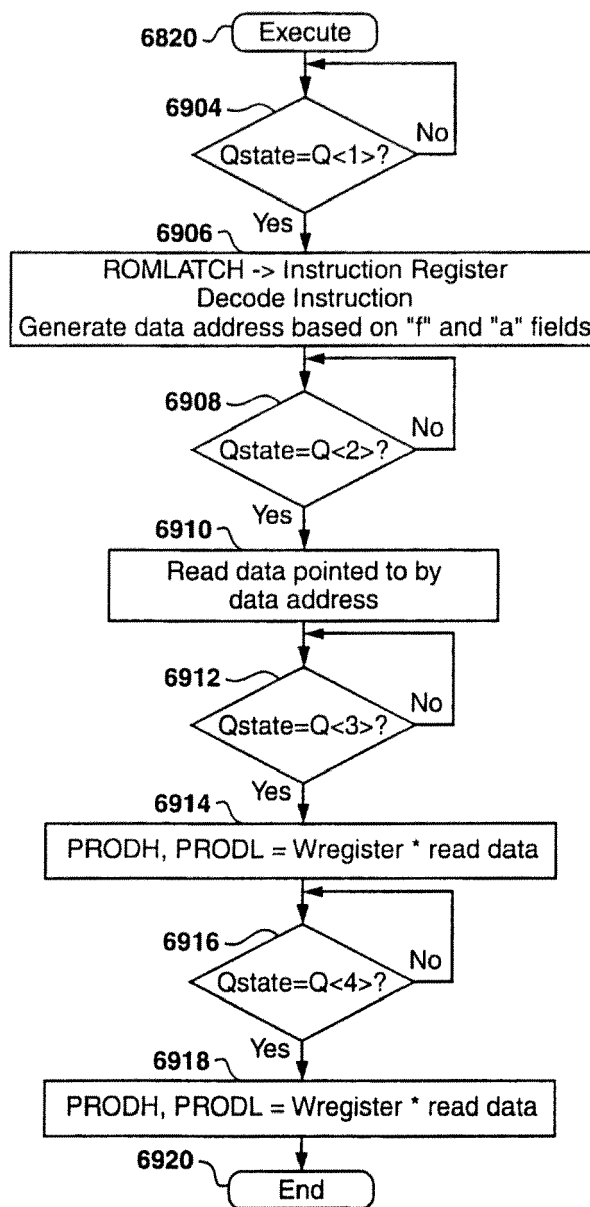 6820 Execute
6904
Qstate=Q<1>?
No
Yes
6906
ROMLATCH -> Instruction Register
Decode Instruction
Generate data address based on "f" and "a" fields
6908
Qstate=Q<2>?
No
Yes
6910
Read data pointed to by
data address
6912
Qstate=Q<3>?
No
Yes
6914
PRODH, PRODL = Wregister * read data
6916
Qstate=Q<4>?
No
Yes
6918
PRODH, PRODL = Wregister * read data
6920
End